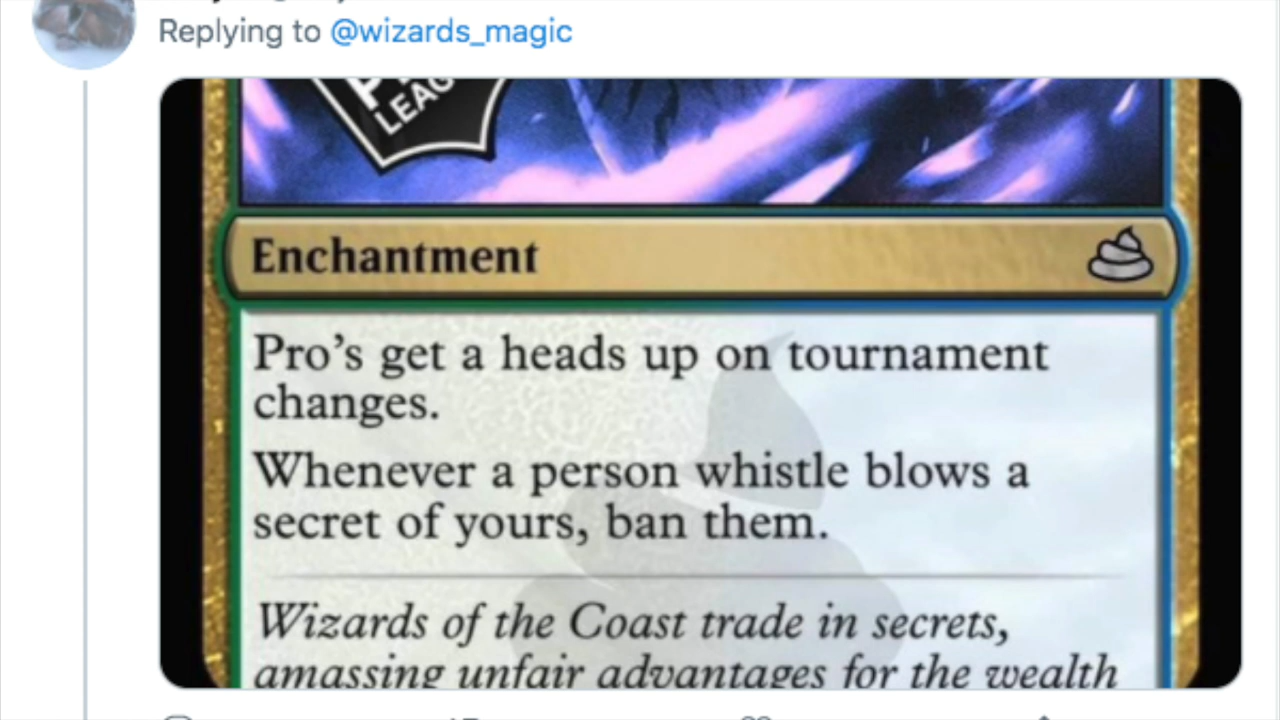 Replying to @wizards_magic
LEAG
Enchantment
Pro's get a heads up on tournament
changes.
Whenever a person whistle blows a
secret of yours, ban them.
Wizards of the Coast trade in secrets,
amassing unfair advantages for the wealth